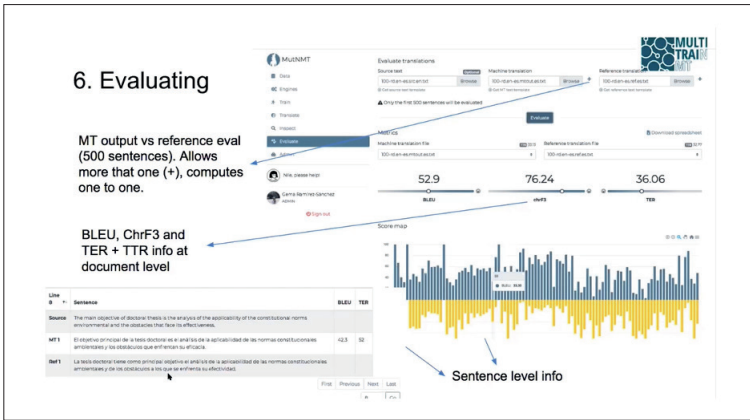 6. Evaluating
MT output vs reference eval
(500 sentences). Allows
more that one (+), computes
one to one.
BLEU, ChrF3 and
TER + TTR info at
document level
MULTI
TRAIN
MT
MutNMT
Data
Engines
Train
Translate
Inspect
Evaluate
Admin
Gema Ramírez-Sánchez
ADMIN
Sign out
Evaluate translations
Source text
Machine translation
Reference translation
Browse
Browse
Browse
Only the first 500 sentences will be evaluated
Evaluate
Metrics
Download spreadsheet
Machine translation file
Reference translation file
52.9
76.24
36.06
BLEU
chrF3
TER
Score map
Line
8
Sentence
BLEU
TER
Source
The main objective of doctoral thesis is the analysis of the applicability of the constitutional norms
environmental and the obstacles that face its effectiveness.
MT 1
El objetivo principal de la tesis doctoral es el análisis de la aplicabilidad de las normas constitucionales
ambientales y los obstáculos que enfrentan su eficacia.
42.3
52
Ref 1
La tesis doctoral tiene como principal objetivo el análisis de la aplicabilidad de las normas constitucionales
ambientales y de los obstáculos a los que se enfrenta su efectividad.
First
Previous
Next
Last
Sentence level info